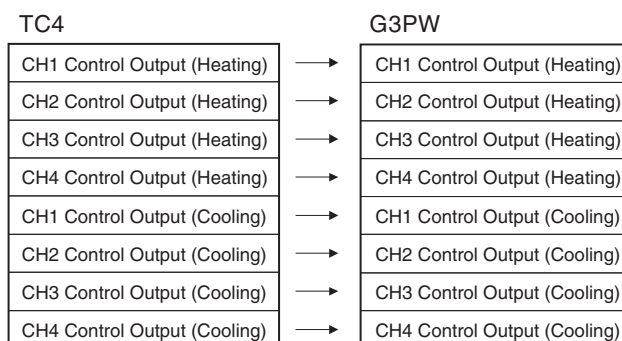 TC4 G3PW
CH1 Control Output (Heating) CH1 Control Output (Heating)
CH2 Control Output (Heating) CH2 Control Output (Heating)
CH3 Control Output (Heating) CH3 Control Output (Heating)
CH4 Control Output (Heating) CH4 Control Output (Heating)
CH1 Control Output (Cooling) CH1 Control Output (Cooling)
CH2 Control Output (Cooling) CH2 Control Output (Cooling)
CH3 Control Output (Cooling) CH3 Control Output (Cooling)
CH4 Control Output (Cooling) CH4 Control Output (Cooling)